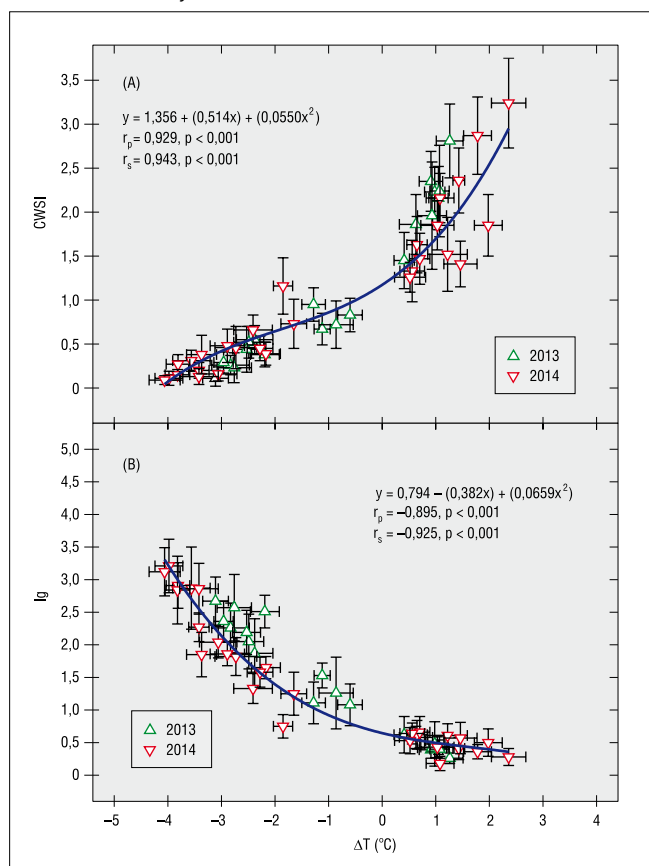 (A)
y = 1,356 + (0,514x) + (0,0550x²)
rₚ = 0,929, p < 0,001
rₛ = 0,943, p < 0,001
CWSI
3,5
3,0
2,5
2,0
1,5
1,0
0,5
0
2013
2014
(B)
y = 0,794 – (0,382x) + (0,0659x²)
rₚ = –0,895, p < 0,001
rₛ = –0,925, p < 0,001
Ig
5,0
4,5
4,0
3,5
3,0
2,5
2,0
1,5
1,0
0,5
0
2013
2014
–5 –4 –3 –2 –1 0 1 2 3 4
ΔT (°C)